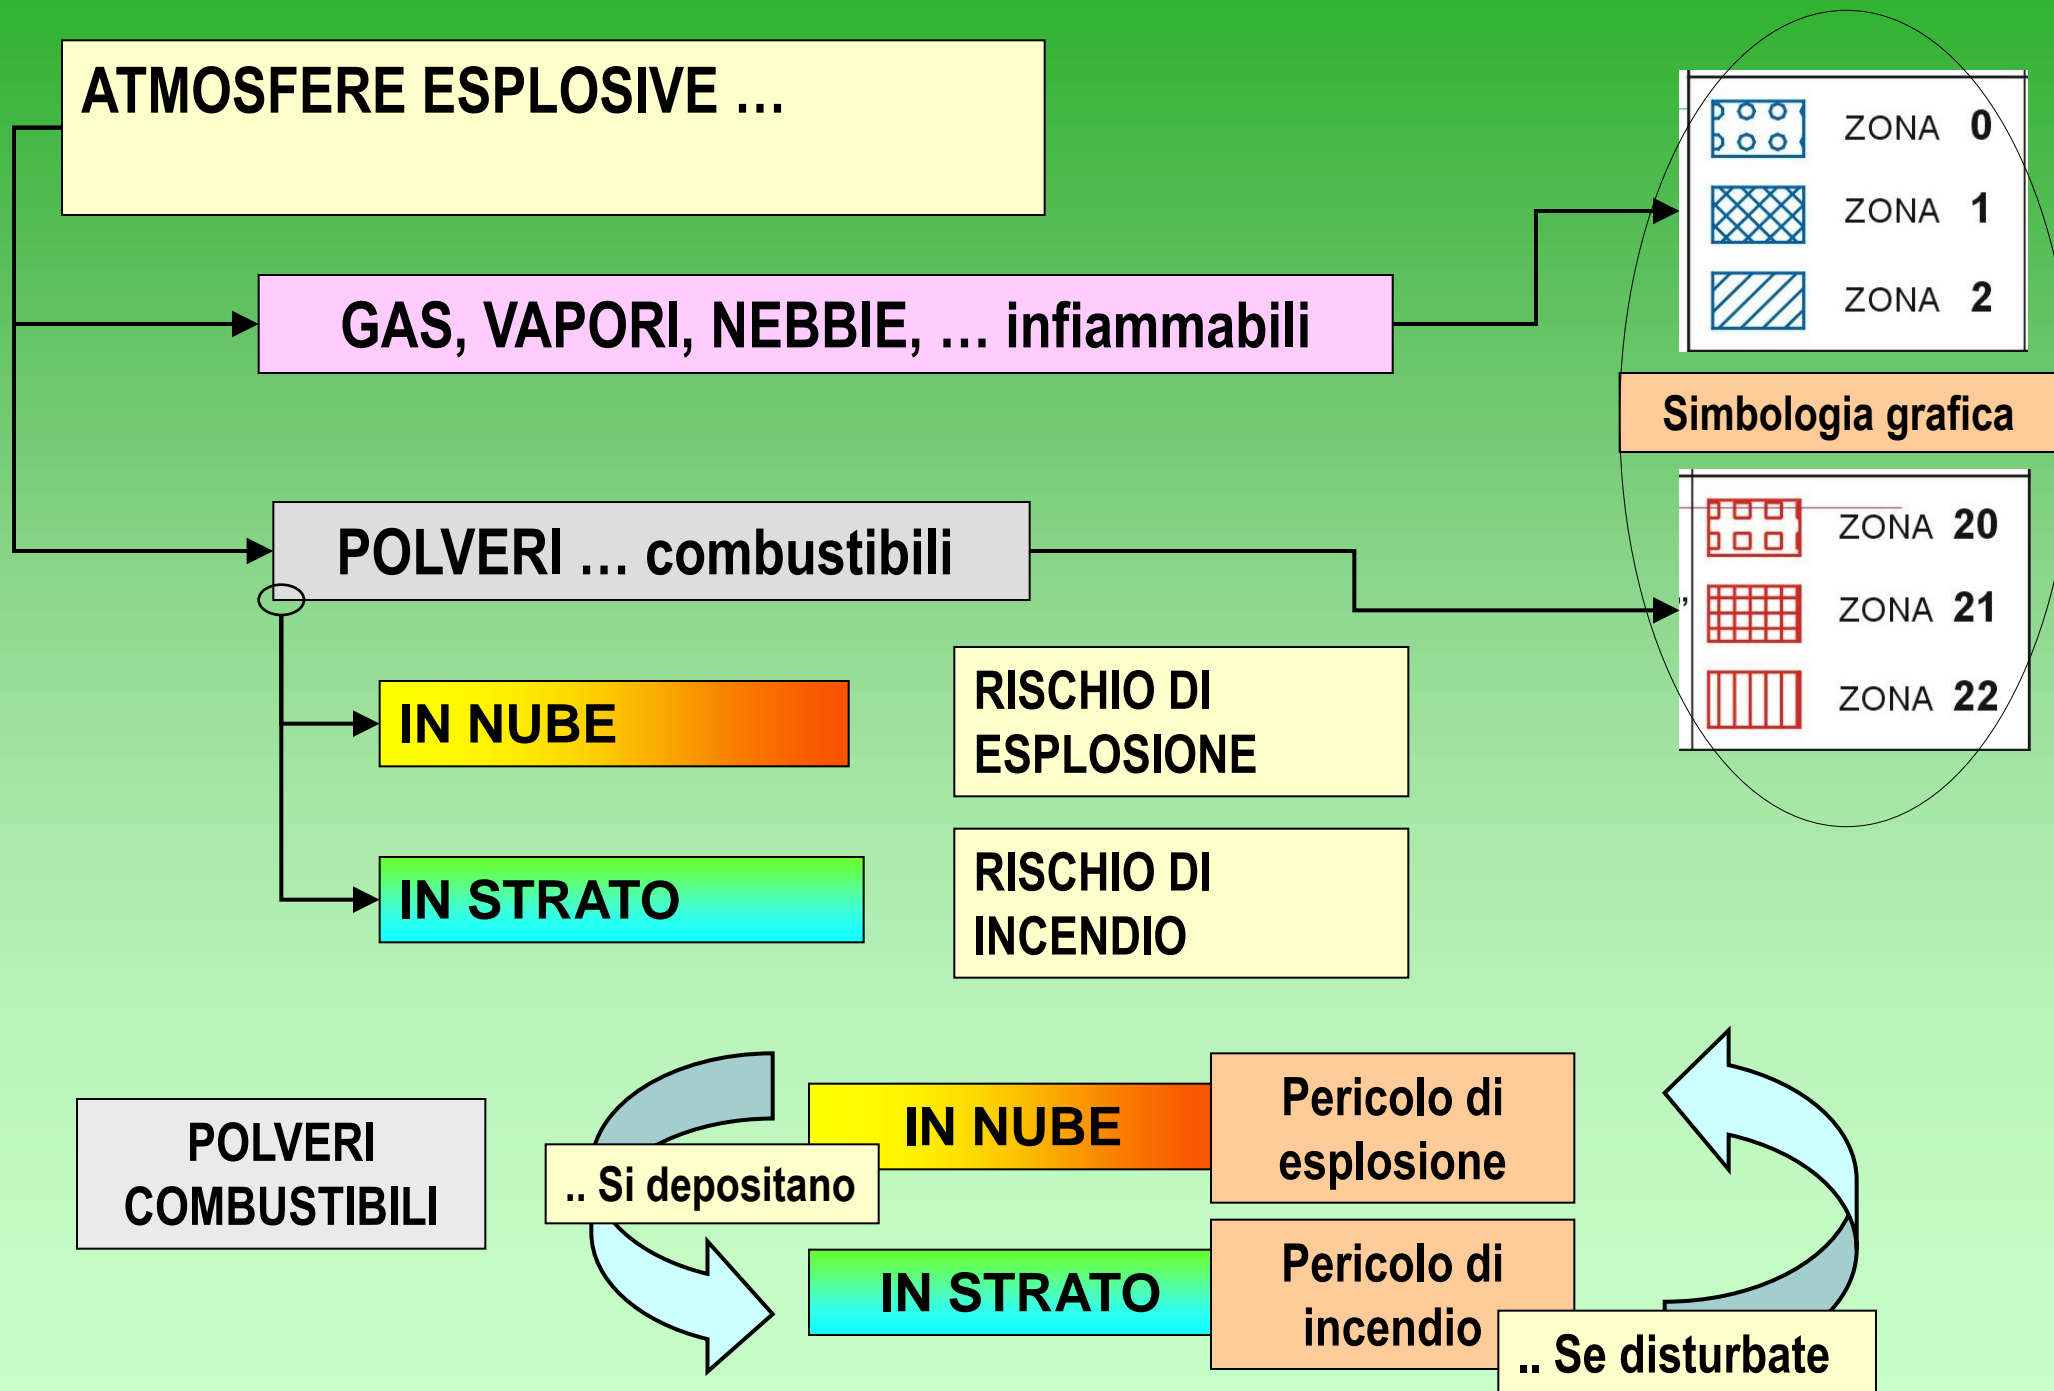 ATMOSFERE ESPLOSIVE …
ZONA 0
ZONA 1
ZONA 2
GAS, VAPORI, NEBBIE, … infiammabili
Simbologia grafica
POLVERI … combustibili
ZONA 20
ZONA 21
ZONA 22
IN NUBE
RISCHIO DI
ESPLOSIONE
IN STRATO
RISCHIO DI
INCENDIO
POLVERI
COMBUSTIBILI
.. Si depositano
IN NUBE
Pericolo di
esplosione
IN STRATO
Pericolo di
incendio
.. Se disturbate